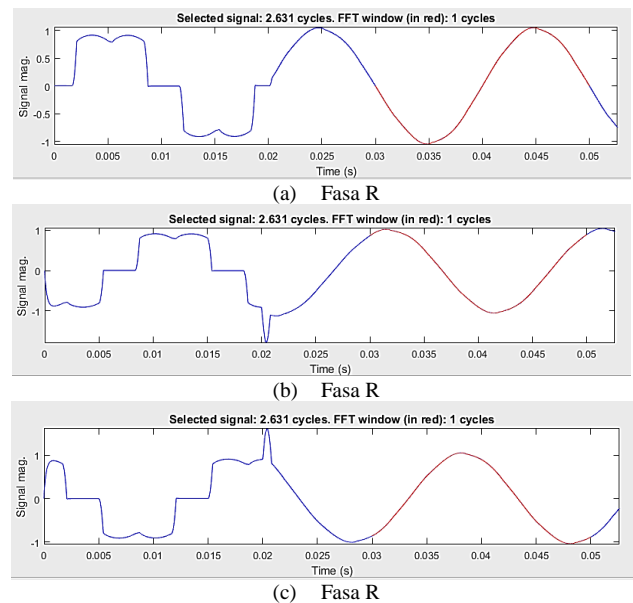 Selected signal: 2.631 cycles. FFT window (in red): 1 cycles
Signal mag.
1
0.5
0
-0.5
-1
0 0.005 0.01 0.015 0.02 0.025 0.03 0.035 0.04 0.045 0.05
Time (s)
(a) Fasa R
Selected signal: 2.631 cycles. FFT window (in red): 1 cycles
Signal mag.
1
0
-1
0 0.005 0.01 0.015 0.02 0.025 0.03 0.035 0.04 0.045 0.05
Time (s)
(b) Fasa R
Selected signal: 2.631 cycles. FFT window (in red): 1 cycles
Signal mag.
1
0
-1
0 0.005 0.01 0.015 0.02 0.025 0.03 0.035 0.04 0.045 0.05
Time (s)
(c) Fasa R